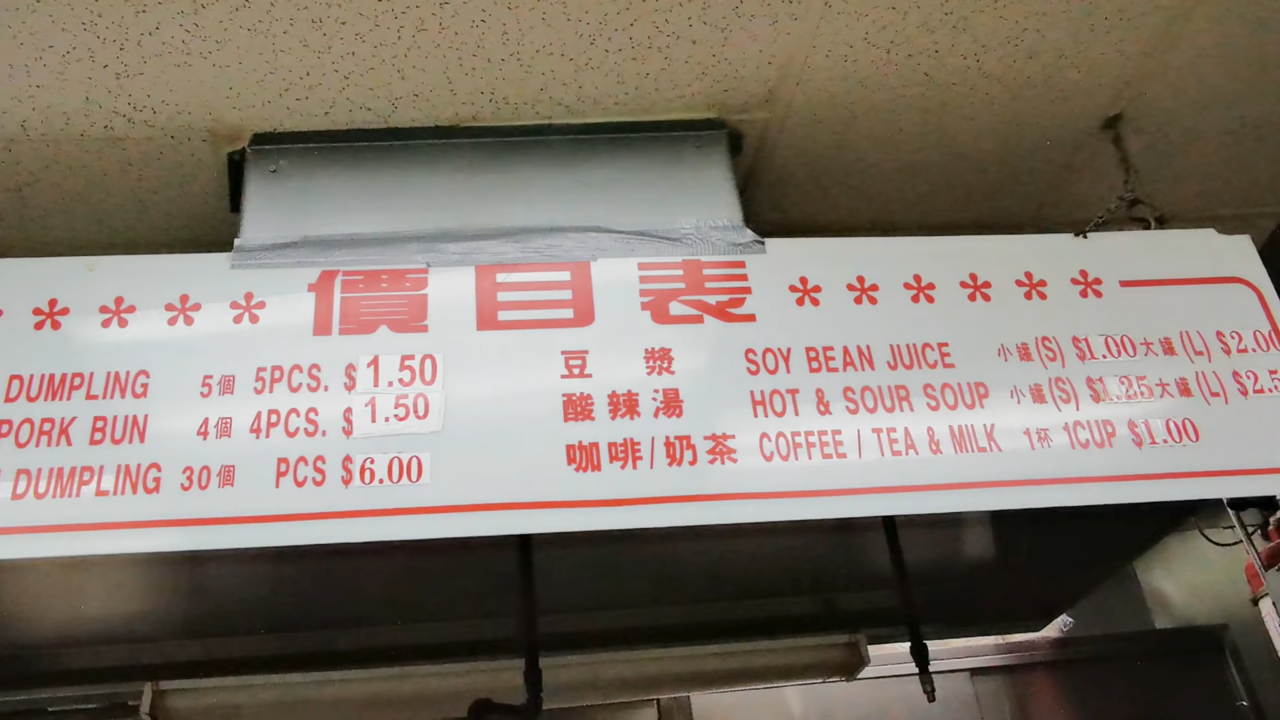 * * * * 價目表 * * * * * *
DUMPLING 5個 5PCS. $1.50
PORK BUN 4個 4PCS. $1.50
DUMPLING 30個 PCS $6.00
豆漿 SOY BEAN JUICE 小罐(S) $1.00 大罐(L) $2.00
酸辣湯 HOT & SOUR SOUP 小罐(S) $1.25 大罐(L) $2.5
咖啡/奶茶 COFFEE / TEA & MILK 1杯 1CUP $1.00